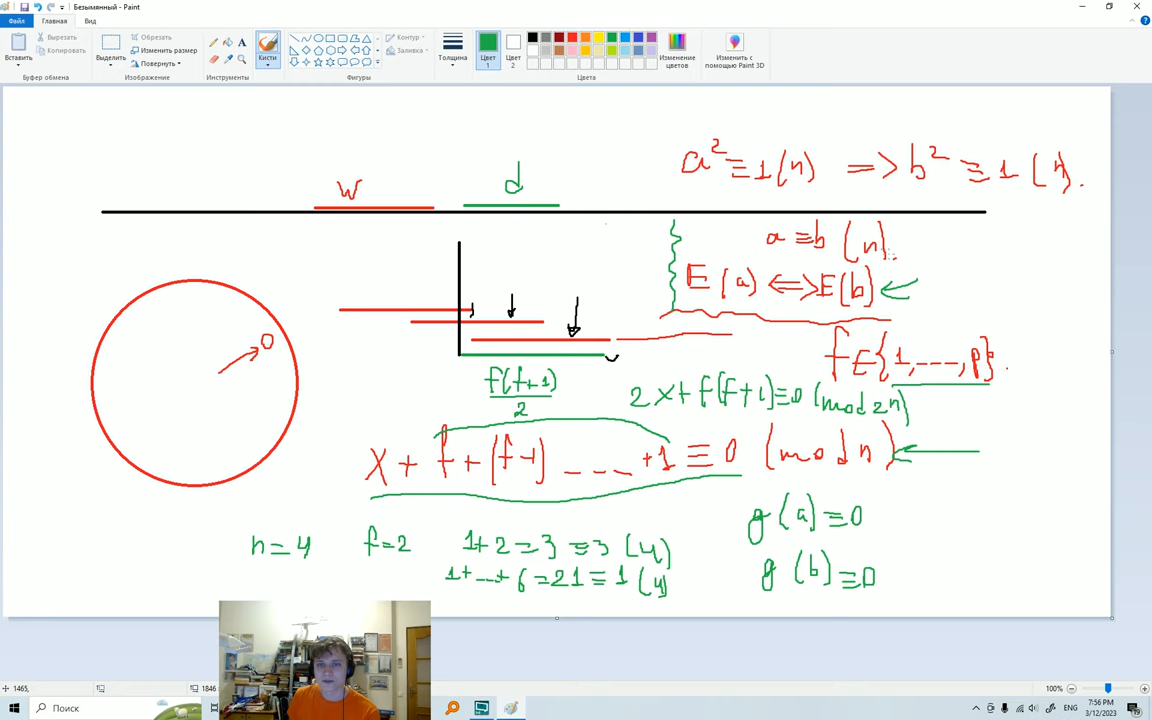 Безымянный - Paint
Файл Главная Вид
Вставить
Вырезать
Копировать
Буфер обмена
Выделить
Обрезать
Изменить размер
Повернуть
Изображение
Инструменты
Кисти
Контур
Заливка
Фигуры
Толщина
Цвет 1
Цвет 2
Цвета
Изменение цветов
Изменить с помощью Paint 3D
w d
a² ≡ 1 (n) => b² ≡ 1 (n).
a ≡ b (n).
E(a) <=> E(b)
0
f ∈ {1, ---, p}.
f(f+1)
2
2x + f(f+1) ≡ 0 (mod 2n)
x + f + (f-1) ---- +1 ≡ 0 (mod n)
g(a) ≡ 0
n = 4 f = 2 1+2 = 3 ≡ 3 (4)
1+---+6 = 21 ≡ 1 (4)
g(b) ≡ 0
1465,
1846
100%
Поиск
ENG
7:56 PM
3/12/2023